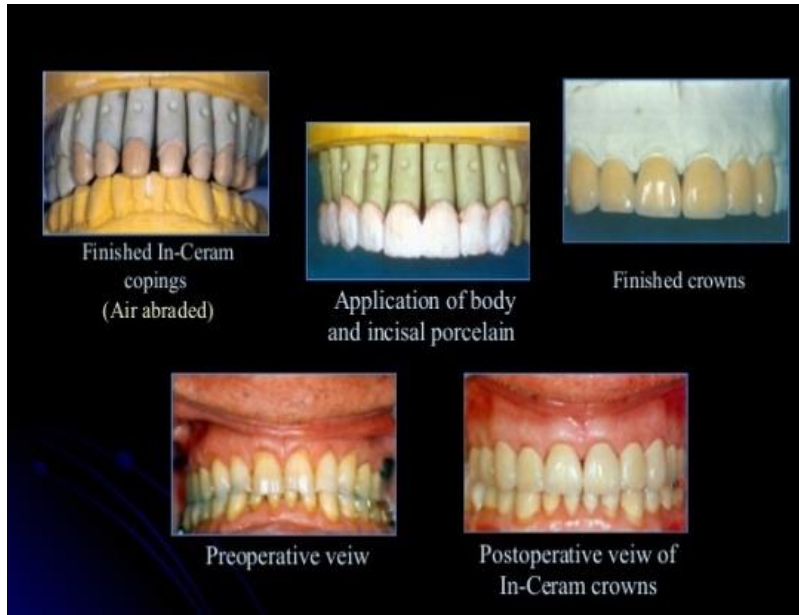 Finished In-Ceram
copings
(Air abraded)
Application of body
and incisal porcelain
Finished crowns
Preoperative veiw
Postoperative veiw of
In-Ceram crowns